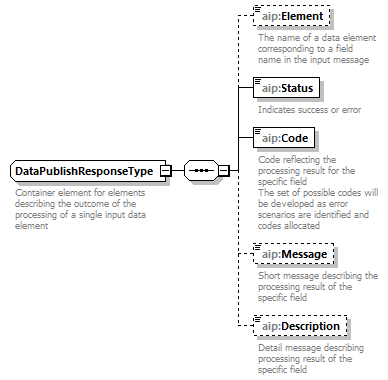 aip:Element
The name of a data element
corresponding to a field
name in the input message
aip:Status
Indicates success or error
aip:Code
Code reflecting the
processing result for the
specific field
The set of possible codes will
be developed as error
scenarios are identified and
codes allocated
DataPublishResponseType
Container element for elements
describing the outcome of the
processing of a single input data
element
aip:Message
Short message describing the
processing result of the
specific field
aip:Description
Detail message describing
processing result of the
specific field